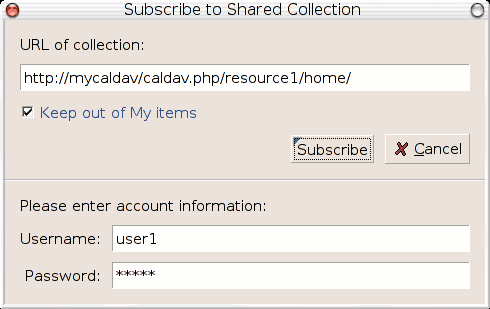 Subscribe to Shared Collection
URL of collection:
http://mycaldav/caldav.php/resource1/home/
Keep out of My items
Subscribe Cancel
Please enter account information:
Username: user1
Password: *****